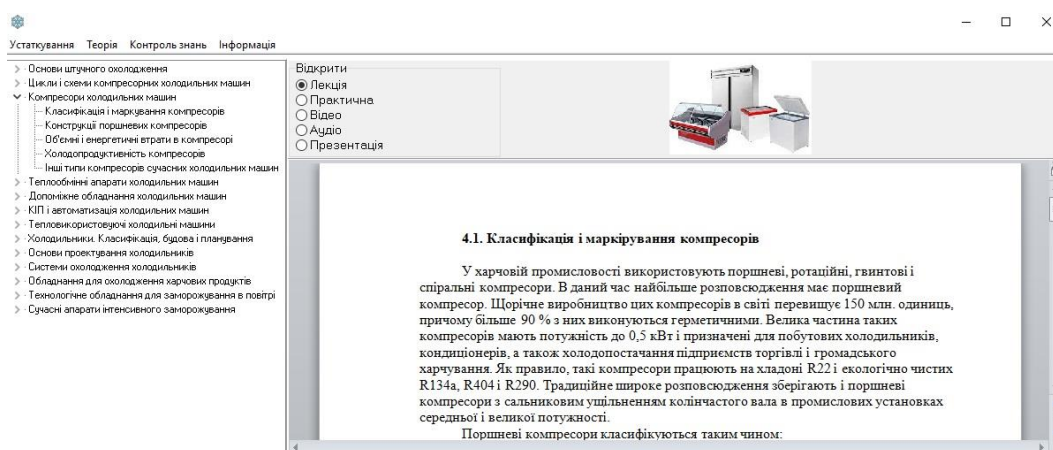 Устаткування Теорія Контроль знань Інформація
Основи штучного охолодження
Цикли і схеми компресорних холодильних машин
Компресори холодильних машин
Класифікація і маркування компресорів
Конструкції поршневих компресорів
Об'ємні і енергетичні втрати в компресорі
Холодопродуктивність компресорів
Інші типи компресорів сучасних холодильних машин
Теплообмінні апарати холодильних машин
Допоміжне обладнання холодильних машин
КІП і автоматизація холодильних машин
Тепловикористовуючі холодильні машини
Холодильники. Класифікація, будова і планування
Основи проектування холодильників
Системи охолодження холодильників
Обладнання для охолодження харчових продуктів
Технологічне обладнання для заморожування в повітрі
Сучасні апарати інтенсивного заморожування
Відкрити
Лекція
Практична
Відео
Аудіо
Презентація
4.1. Класифікація і маркірування компресорів
У харчовій промисловості використовують поршневі, ротаційні, гвинтові і
спіральні компресори. В даний час найбільше розповсюдження має поршневий
компресор. Щорічне виробництво цих компресорів в світі перевищує 150 млн. одиниць,
причому більше 90 % з них виконуються герметичними. Велика частина таких
компресорів мають потужність до 0,5 кВт і призначені для побутових холодильників,
кондиціонерів, а також холодопостачання підприємств торгівлі і громадського
харчування. Як правило, такі компресори працюють на хладоні R22 і екологічно чистих
R134a, R404 і R290. Традиційне широке розповсюдження зберігають і поршневі
компресори з сальниковим ущільненням колінчастого вала в промислових установках
середньої і великої потужності.
Поршневі компресори класифікуються таким чином: